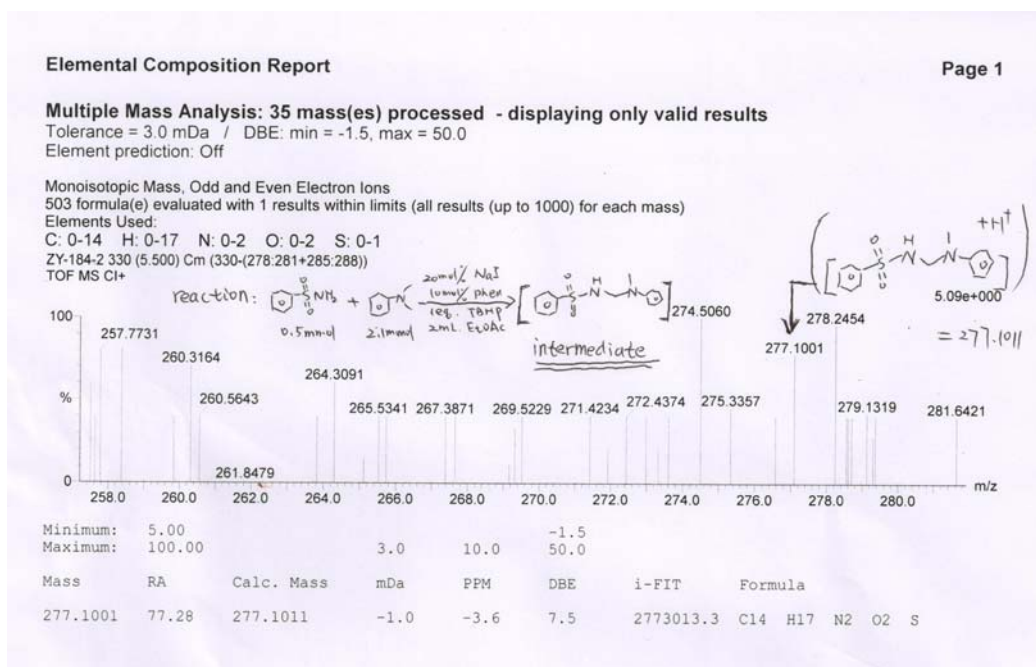 Elemental Composition Report
Page 1
Multiple Mass Analysis: 35 mass(es) processed - displaying only valid results
Tolerance = 3.0 mDa / DBE: min = -1.5, max = 50.0
Element prediction: Off
Monoisotopic Mass, Odd and Even Electron Ions
503 formula(e) evaluated with 1 results within limits (all results (up to 1000) for each mass)
Elements Used:
C: 0-14 H: 0-17 N: 0-2 O: 0-2 S: 0-1
ZY-184-2 330 (5.500) Cm (330-(278:281+285:288))
TOF MS CI+
+H+
O
S
O
H
N
N
5.09e+000
= 277.1011
reaction:
O
S
O
NH2
+
N
20mol% NaI
10mol% phen
1eq. TBHP
2mL EtOAc
O
S
O
H
N
N
0.5mmol
2.1mmol
intermediate
100
%
0
257.7731
260.3164
260.5643
261.8479
264.3091
265.5341
267.3871
269.5229
271.4234
272.4374
274.5060
275.3357
277.1001
278.2454
279.1319
281.6421
258.0 260.0 262.0 264.0 266.0 268.0 270.0 272.0 274.0 276.0 278.0 280.0
m/z
Minimum: 5.00 -1.5
Maximum: 100.00 3.0 10.0 50.0
Mass RA Calc. Mass mDa PPM DBE i-FIT Formula
277.1001 77.28 277.1011 -1.0 -3.6 7.5 2773013.3 C14 H17 N2 O2 S